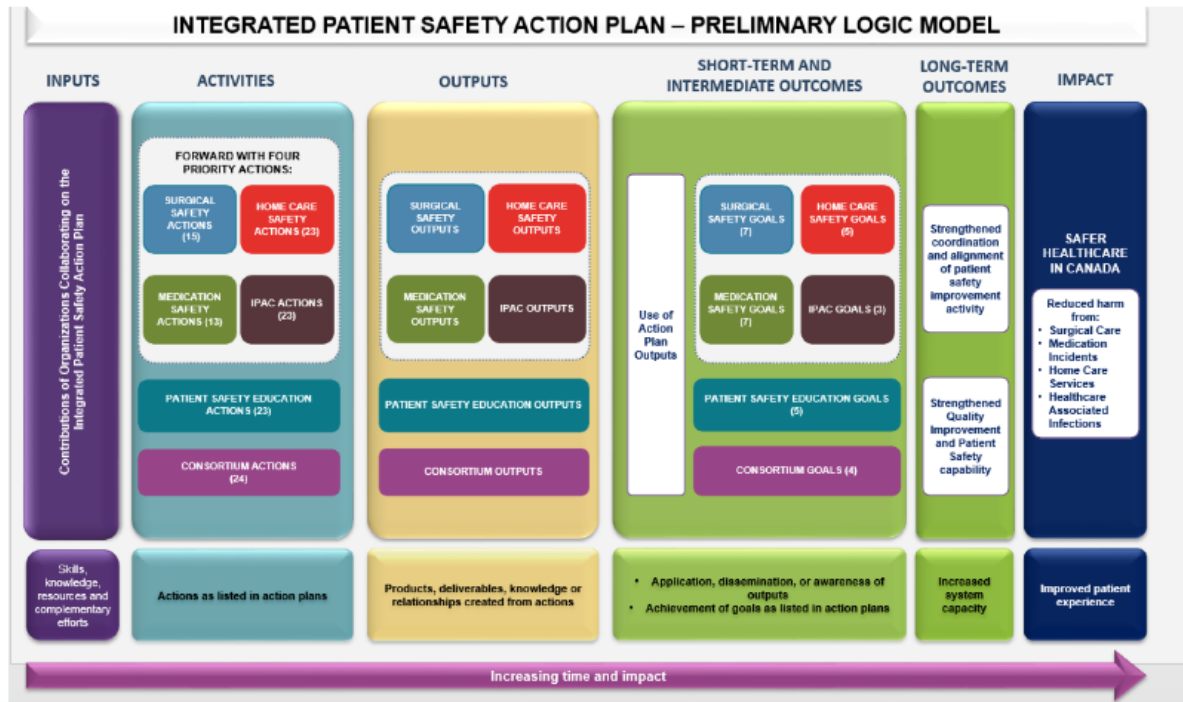 INTEGRATED PATIENT SAFETY ACTION PLAN – PRELIMNARY LOGIC MODEL
INPUTS
ACTIVITIES
OUTPUTS
SHORT-TERM AND
INTERMEDIATE OUTCOMES
LONG-TERM
OUTCOMES
IMPACT
Contributions of Organizations Collaborating on the
Integrated Patient Safety Action Plan
FORWARD WITH FOUR
PRIORITY ACTIONS:
SURGICAL
SAFETY
ACTIONS
(15)
HOME CARE
SAFETY
ACTIONS (23)
MEDICATION
SAFETY
ACTIONS (13)
IPAC ACTIONS
(23)
PATIENT SAFETY EDUCATION
ACTIONS (23)
CONSORTIUM ACTIONS
(24)
SURGICAL
SAFETY
OUTPUTS
HOME CARE
SAFETY
OUTPUTS
MEDICATION
SAFETY
OUTPUTS
IPAC OUTPUTS
PATIENT SAFETY EDUCATION OUTPUTS
CONSORTIUM OUTPUTS
Use of
Action
Plan
Outputs
SURGICAL
SAFETY GOALS
(7)
HOME CARE
SAFETY GOALS
(5)
MEDICATION
SAFETY GOALS
(7)
IPAC GOALS (3)
PATIENT SAFETY EDUCATION GOALS
(5)
CONSORTIUM GOALS (4)
Strengthened
coordination
and alignment
of patient
safety
improvement
activity
Strengthened
Quality
Improvement
and Patient
Safety
capability
SAFER
HEALTHCARE
IN CANADA
Reduced harm
from:
• Surgical Care
• Medication
Incidents
• Home Care
Services
• Healthcare
Associated
Infections
Skills,
knowledge,
resources and
complementary
efforts
Actions as listed in action plans
Products, deliverables, knowledge or
relationships created from actions
• Application, dissemination, or awareness of
outputs
• Achievement of goals as listed in action plans
Increased
system
capacity
Improved patient
experience
Increasing time and impact